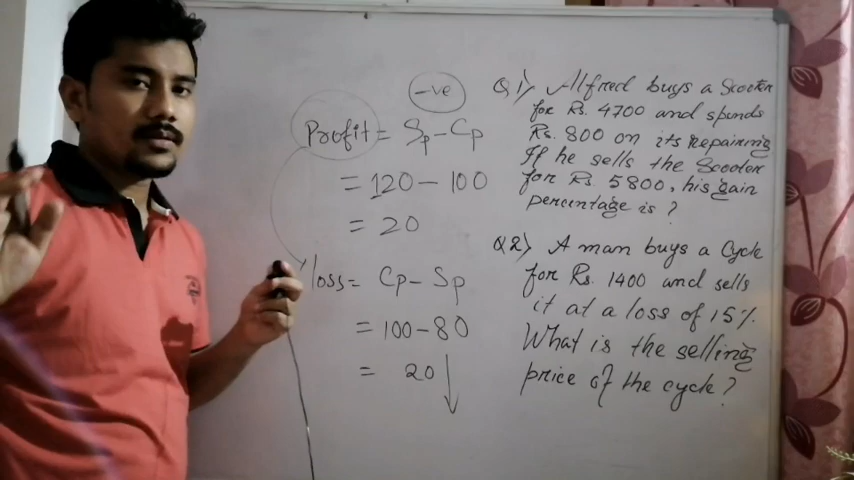 -ve
Profit = Sp - Cp
= 120 - 100
= 20
loss = Cp - Sp
= 100 - 80
= 20
Q1) Alfred buys a Scooter
for Rs. 4700 and spends
Rs. 800 on its repairing
If he sells the Scooter
for Rs. 5800, his gain
percentage is ?
Q2) A man buys a Cycle
for Rs. 1400 and sells
it at a loss of 15%.
What is the selling
price of the cycle?